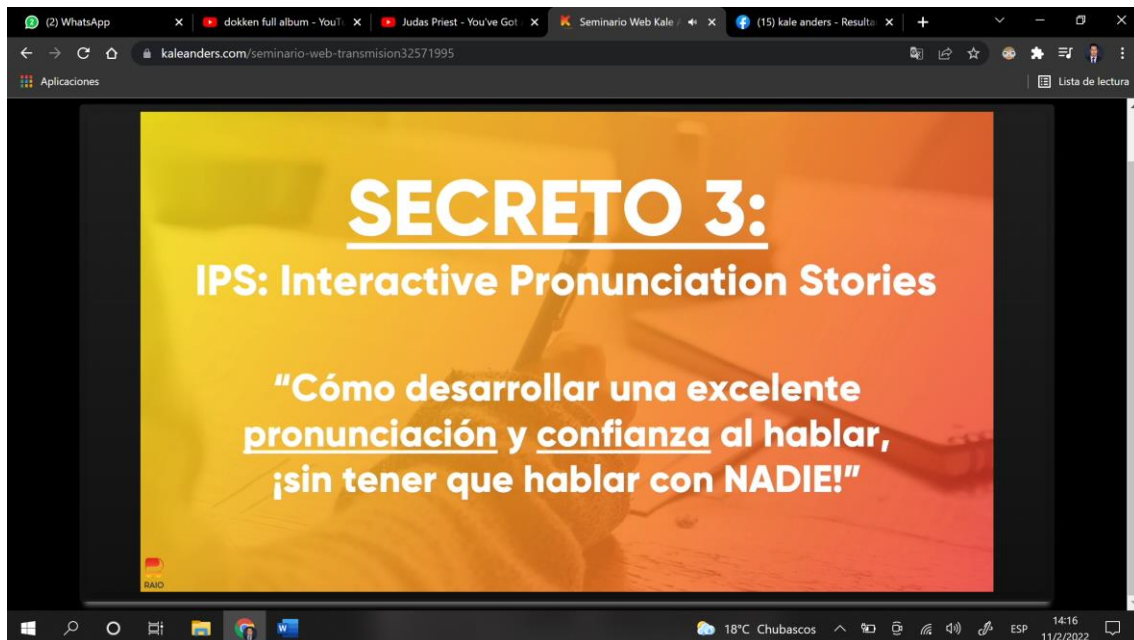 (2) WhatsApp
dokken full album - YouTu
Judas Priest - You've Got
Seminario Web Kale
(15) kale anders - Resulta
kaleanders.com/seminario-web-transmision32571995
Aplicaciones
Lista de lectura
SECRETO 3:
IPS: Interactive Pronunciation Stories
"Cómo desarrollar una excelente
pronunciación y confianza al hablar,
¡sin tener que hablar con NADIE!"
RAIO
18°C Chubascos
ESP
14:16
11/2/2022